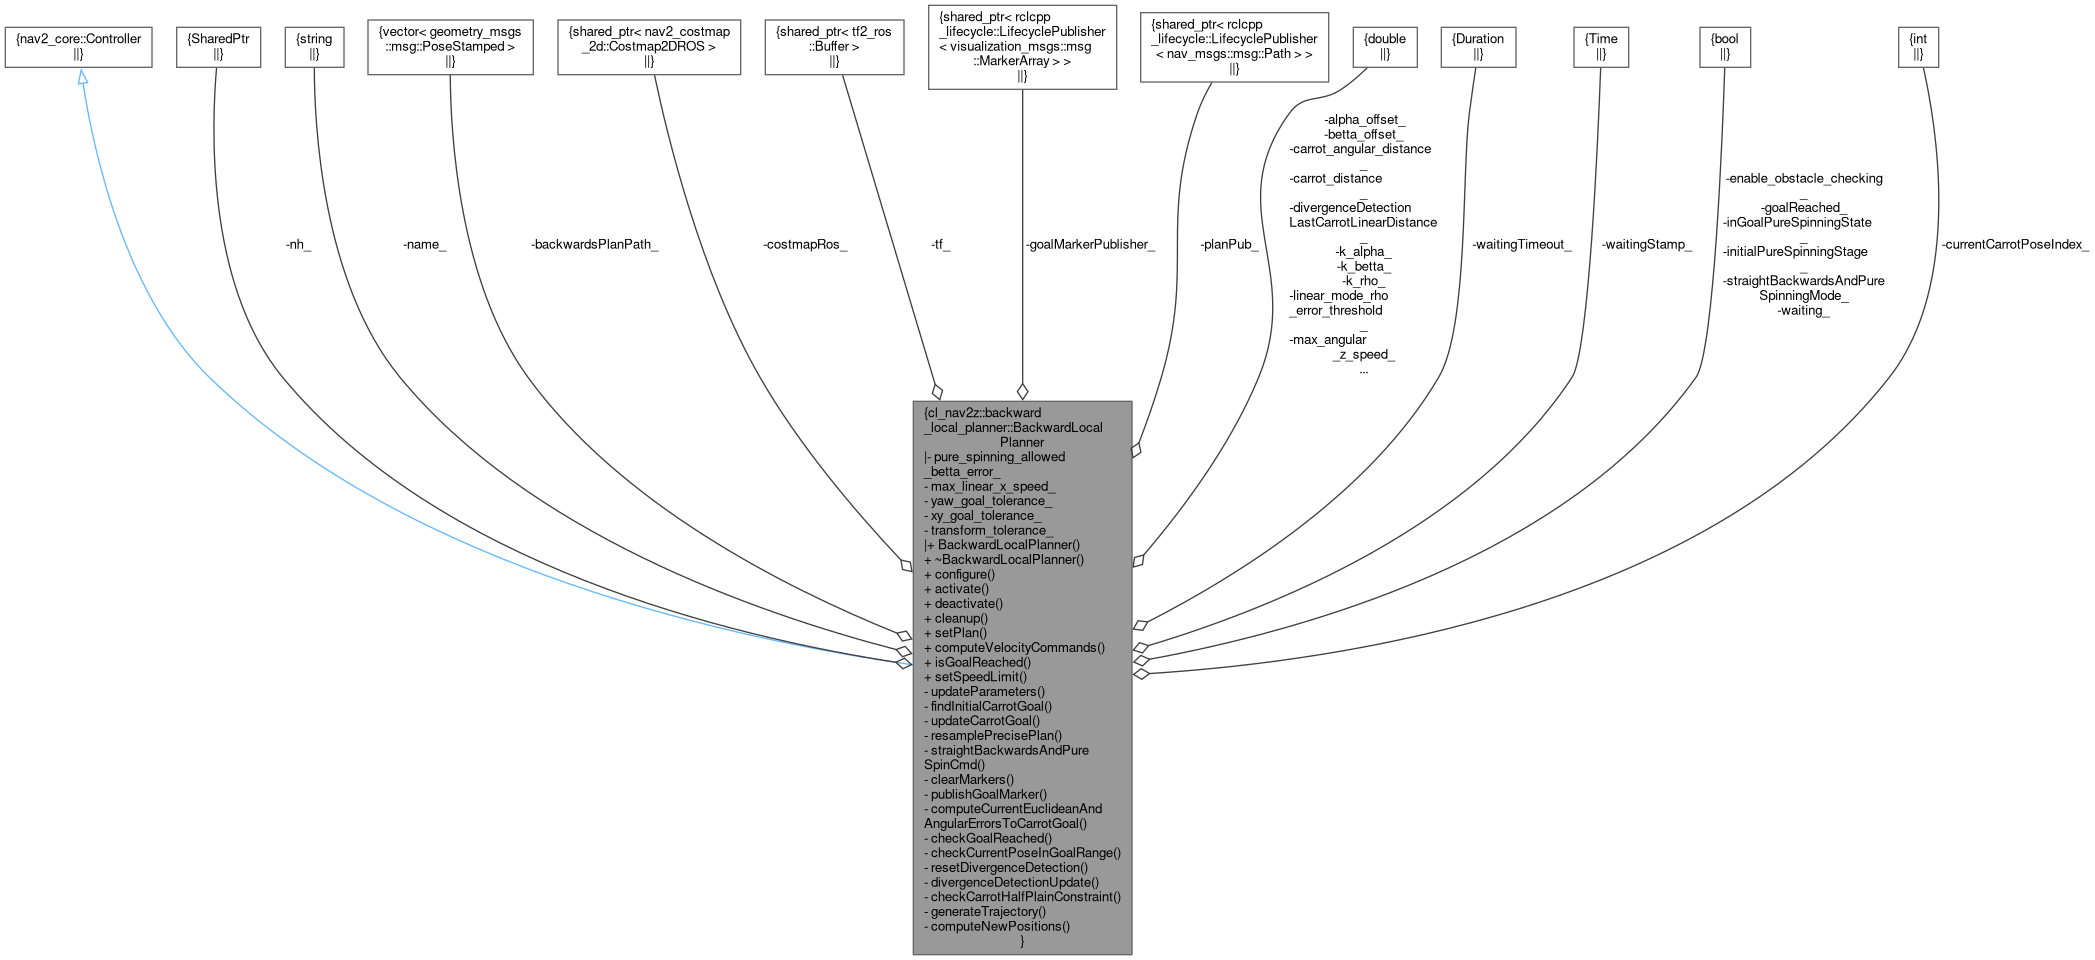 {nav2_core::Controller
||}
{SharedPtr
||}
{string
||}
{vector< geometry_msgs
::msg::PoseStamped >
||}
{shared_ptr< nav2_costmap
_2d::Costmap2DROS >
||}
{shared_ptr< tf2_ros
::Buffer >
||}
{shared_ptr< rclcpp
_lifecycle::LifecyclePublisher
< visualization_msgs::msg
::MarkerArray > >
||}
{shared_ptr< rclcpp
_lifecycle::LifecyclePublisher
< nav_msgs::msg::Path > >
||}
{double
||}
{Duration
||}
{Time
||}
{bool
||}
{int
||}
-nh_
-name_
-backwardsPlanPath_
-costmapRos_
-tf_
-goalMarkerPublisher_
-planPub_
-alpha_offset_
-betta_offset_
-carrot_angular_distance
_
-carrot_distance
_
-divergenceDetection
LastCarrotLinearDistance
_
-k_alpha_
-k_betta_
-k_rho_
-linear_mode_rho
_error_threshold
_
-max_angular
_z_speed_
...
-waitingTimeout_
-waitingStamp_
-enable_obstacle_checking
_
-goalReached_
-inGoalPureSpinningState
_
-initialPureSpinningStage
_
-straightBackwardsAndPure
SpinningMode_
-waiting_
-currentCarrotPoseIndex_
{cl_nav2z::backward
_local_planner::BackwardLocal
Planner
|- pure_spinning_allowed
_betta_error_
- max_linear_x_speed_
- yaw_goal_tolerance_
- xy_goal_tolerance_
- transform_tolerance_
|+ BackwardLocalPlanner()
+ ~BackwardLocalPlanner()
+ configure()
+ activate()
+ deactivate()
+ cleanup()
+ setPlan()
+ computeVelocityCommands()
+ isGoalReached()
+ setSpeedLimit()
- updateParameters()
- findInitialCarrotGoal()
- updateCarrotGoal()
- resamplePrecisePlan()
- straightBackwardsAndPure
SpinCmd()
- clearMarkers()
- publishGoalMarker()
- computeCurrentEuclideanAnd
AngularErrorsToCarrotGoal()
- checkGoalReached()
- checkCurrentPoseInGoalRange()
- resetDivergenceDetection()
- divergenceDetectionUpdate()
- checkCarrotHalfPlainConstraint()
- generateTrajectory()
- computeNewPositions()
}